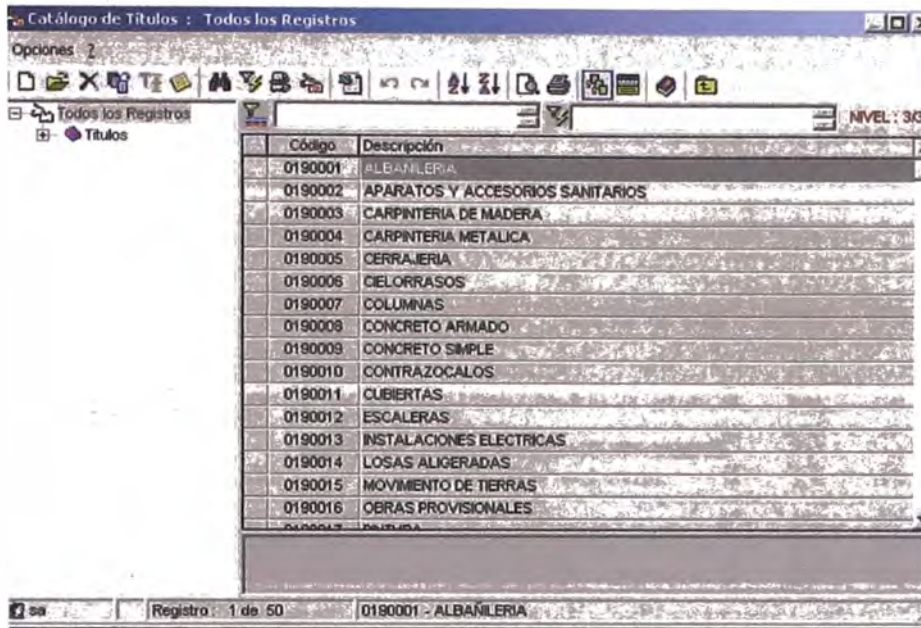 Catálogo de Títulos : Todos los Registros
Opciones ?
Todos los Registros
Títulos
NIVEL : 3/3
Código Descripción
0190001 ALBAÑILERIA
0190002 APARATOS Y ACCESORIOS SANITARIOS
0190003 CARPINTERIA DE MADERA
0190004 CARPINTERIA METALICA
0190005 CERRAJERIA
0190006 CIELORRASOS
0190007 COLUMNAS
0190008 CONCRETO ARMADO
0190009 CONCRETO SIMPLE
0190010 CONTRAZOCALOS
0190011 CUBIERTAS
0190012 ESCALERAS
0190013 INSTALACIONES ELECTRICAS
0190014 LOSAS ALIGERADAS
0190015 MOVIMIENTO DE TIERRAS
0190016 OBRAS PROVISIONALES
0190017 PINTURA
sa Registro : 1 de 50 0190001 - ALBAÑILERIA